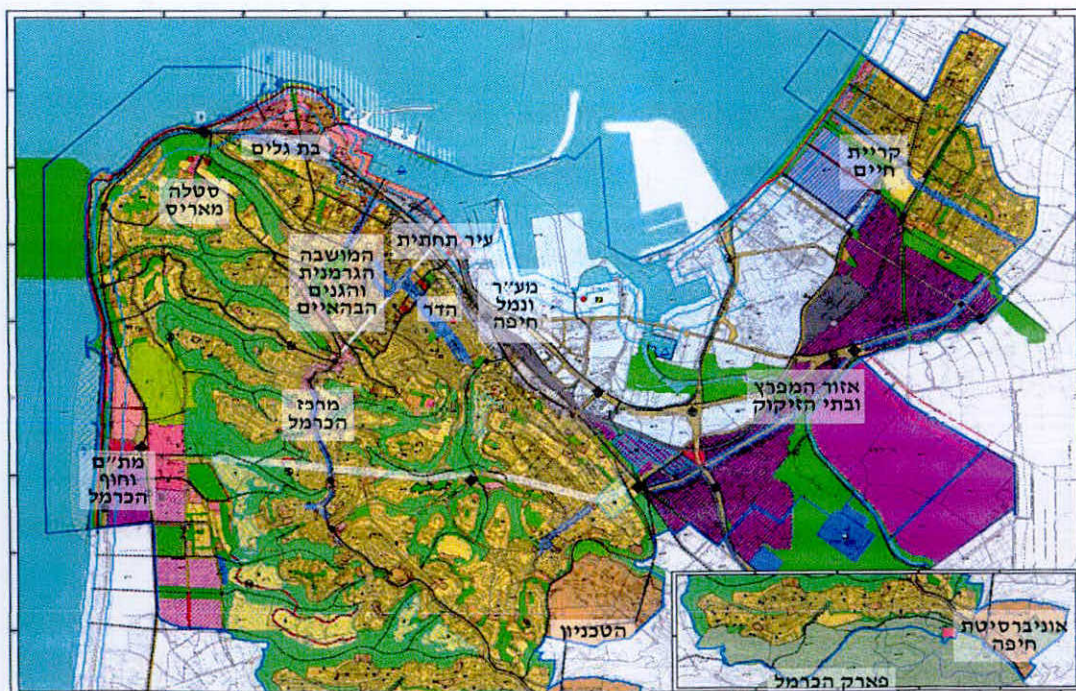 קריית
חיים
בת גלים
סטלה
מאריס
עיר תחתית
המושבה
הגרמנית
והגנים
הבהאיים
הדר
מע"ר
ונמל
חיפה
אזור המפרץ
ובתי הזיקוק
מרכז
הכרמל
מת"ם
וחוף
הכרמל
הטכניון
אוניברסיטת
חיפה
פארק הכרמל